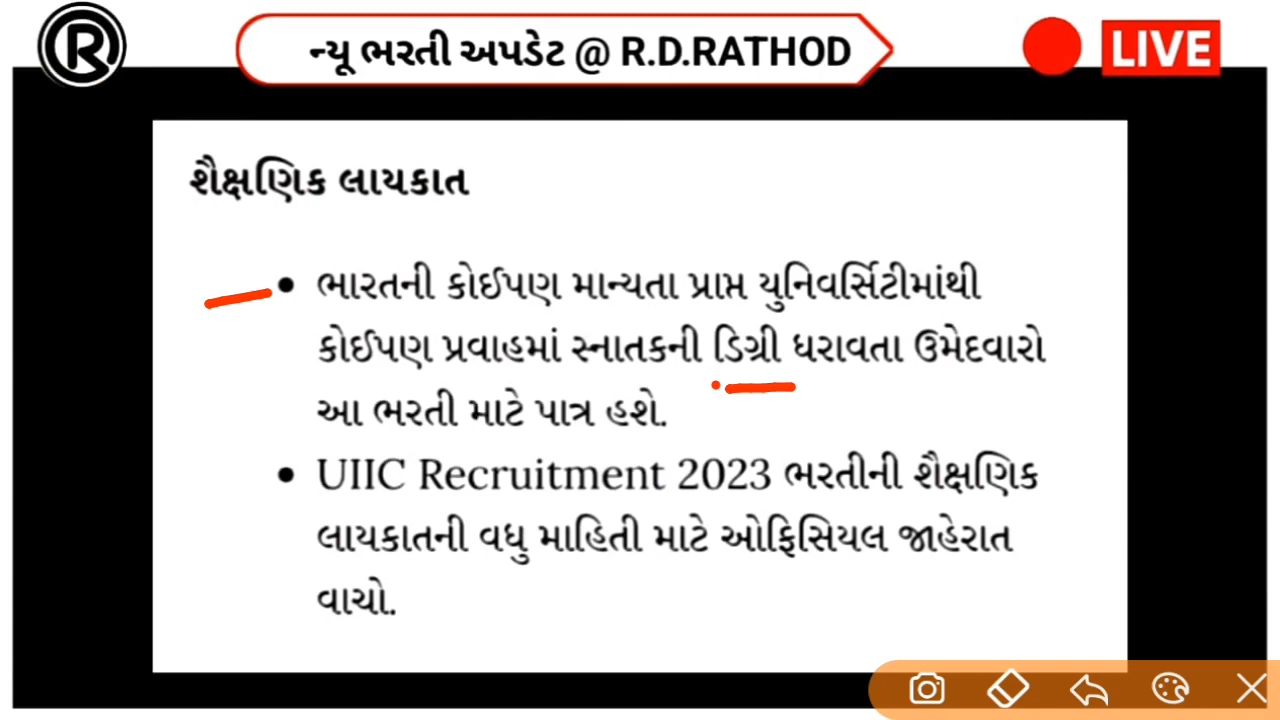 R
ન્યૂ ભરતી અપડેટ @ R.D.RATHOD
LIVE
શૈક્ષણિક લાયકાત
• ભારતની કોઈપણ માન્યતા પ્રાપ્ત યુનિવર્સિટીમાંથી
કોઈપણ પ્રવાહમાં સ્નાતકની ડિગ્રી ધરાવતા ઉમેદવારો
આ ભરતી માટે પાત્ર હશે.
• UIIC Recruitment 2023 ભરતીની શૈક્ષણિક
લાયકાતની વધુ માહિતી માટે ઓફિસિયલ જાહેરાત
વાચો.